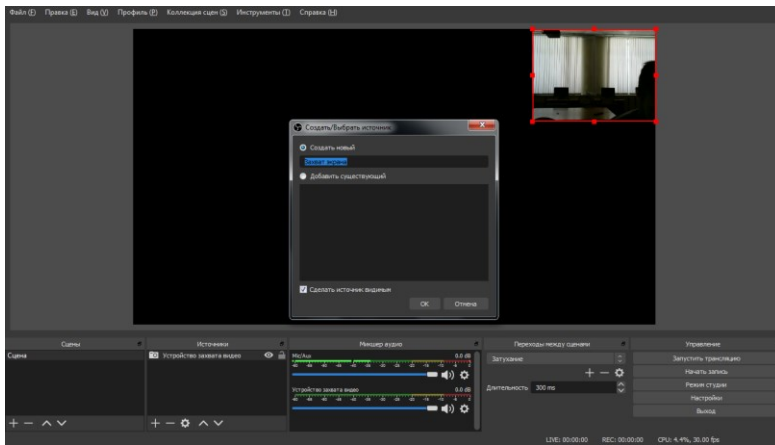 Файл (F) Правка (E) Вид (V) Профиль (P) Коллекция сцен (S) Инструменты (T) Справка (H)
Создать/Выбрать источник
Создать новый
Захват экрана
Добавить существующий
Сделать источник видимым
OK Отмена
Сцены Источники Микшер аудио Переходы между сценами Управление
Сцена
Устройство захвата видео
Mic/Aux 0.0 dB
Устройство захвата видео 0.0 dB
Затухание
Длительность 300 ms
Запустить трансляцию
Начать запись
Режим студии
Настройки
Выход
LIVE: 00:00:00 REC: 00:00:00 CPU: 4.4%, 30.00 fps